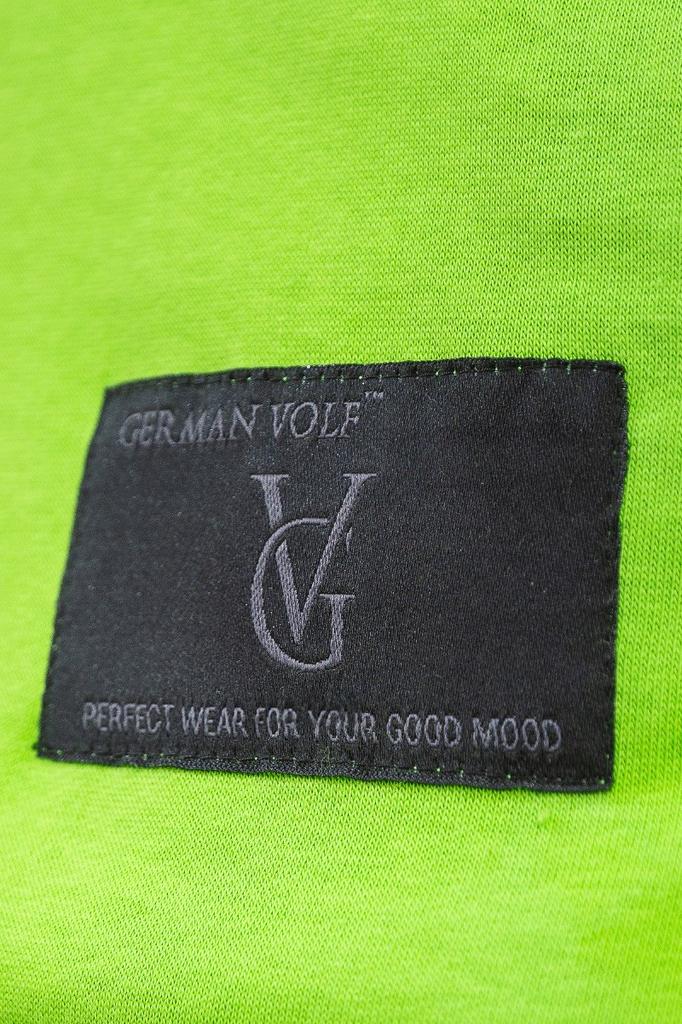 GERMAN VOLF™
VG
PERFECT WEAR FOR YOUR GOOD MOOD